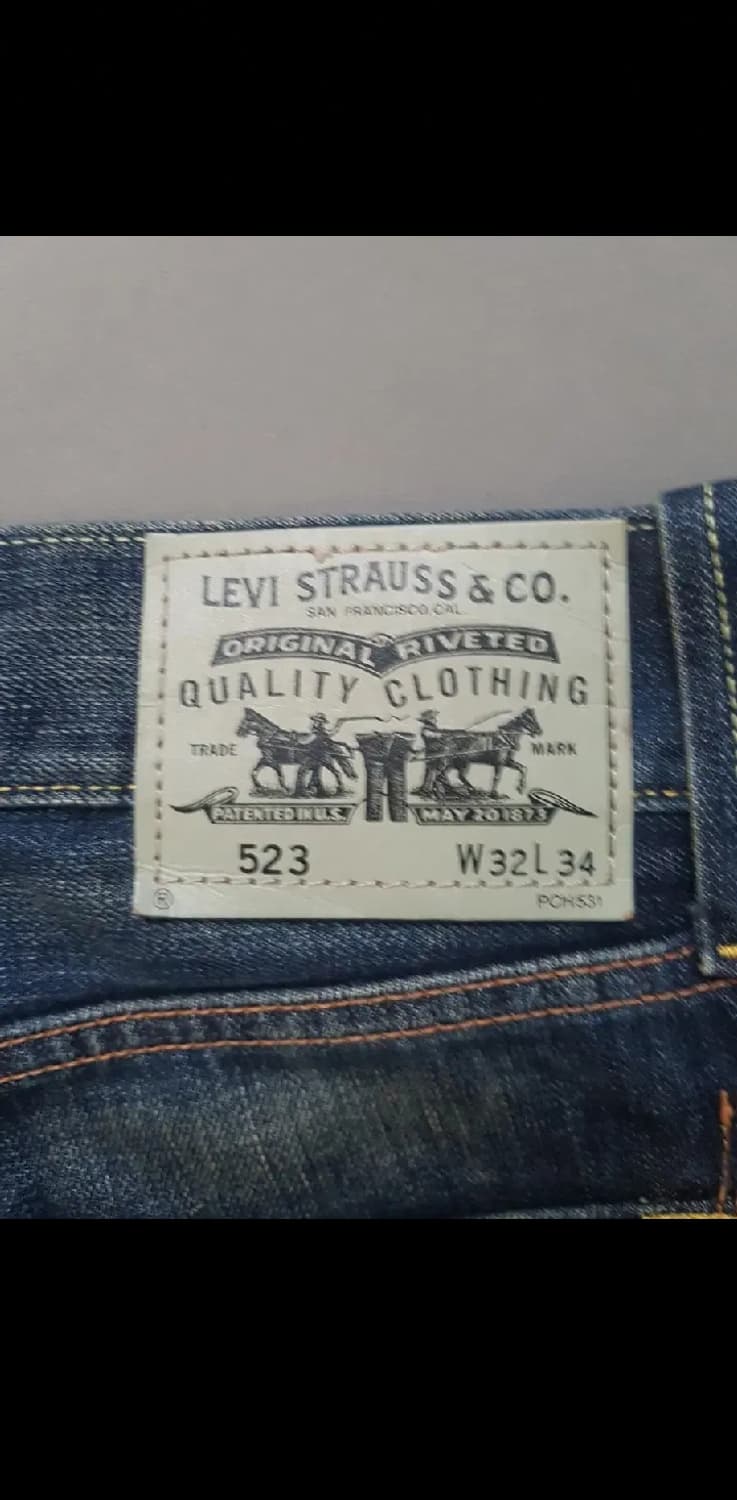 LEVI STRAUSS & CO.
SAN FRANCISCO, CAL.
ORIGINAL RIVETED
QUALITY CLOTHING
TRADE MARK
PATENTED IN U.S. MAY 20 1873
523 W32 L34
® PCH531